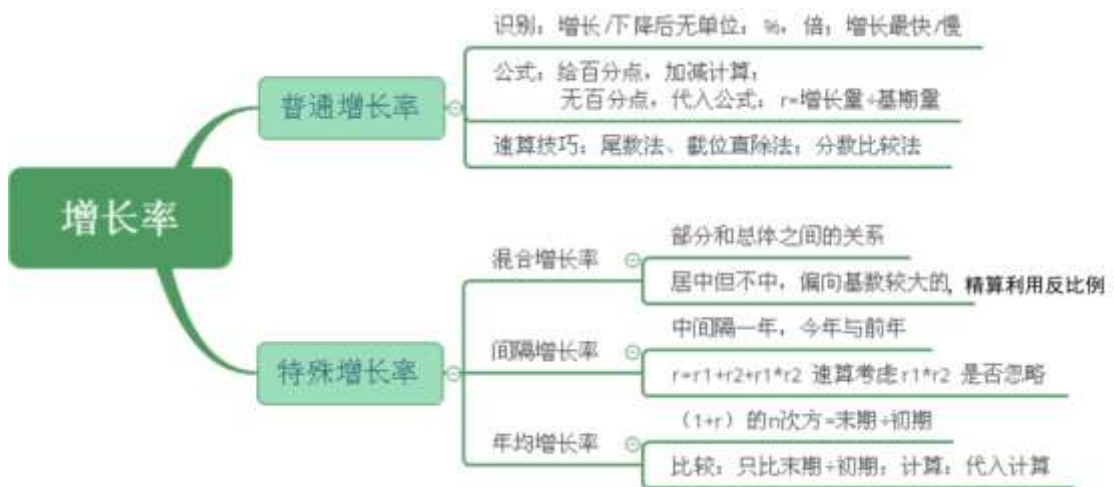 增长率
普通增长率
识别：增长/下降后无单位：%，倍；增长最快/慢
公式：给百分点，加减计算；
无百分点，代入公式：r=增长量÷基期量
速算技巧：尾数法、截位直除法；分数比较法
特殊增长率
混合增长率
部分和总体之间的关系
居中但不中，偏向基数较大的，精算利用反比例
间隔增长率
中间隔一年，今年与前年
r=r1+r2+r1*r2 速算考虑r1*r2 是否忽略
年均增长率
（1+r）的n次方=末期÷初期
比较：只比末期÷初期；计算：代入计算